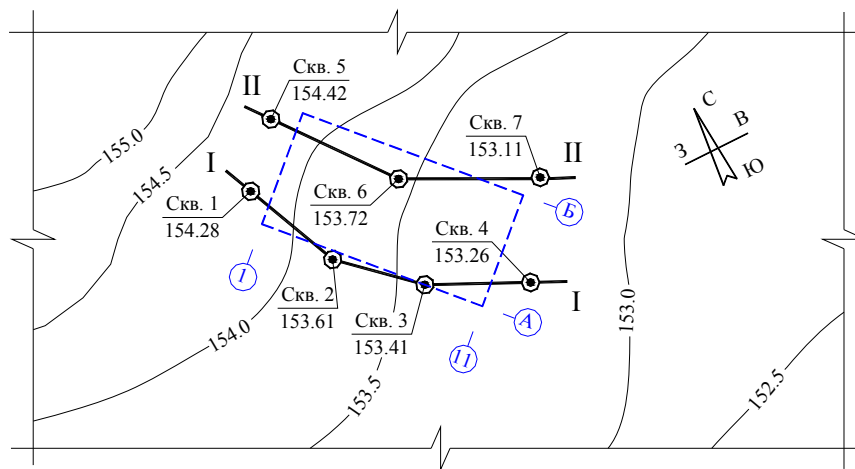 Скв. 5
154.42
II
С
В
З
Ю
155.0
154.5
Скв. 7
153.11
II
I
Скв. 1
154.28
Скв. 6
153.72
Б
Скв. 4
153.26
1
Скв. 2
153.61
Скв. 3
153.41
I
А
11
153.0
154.0
153.5
152.5